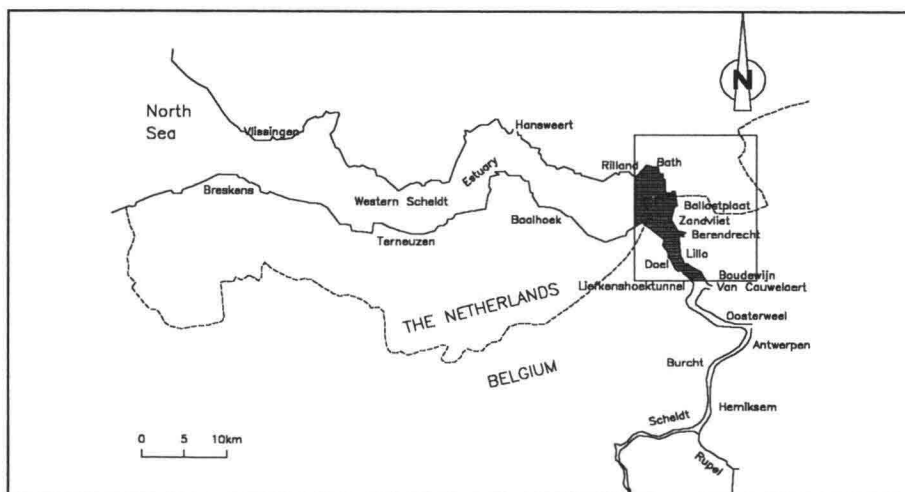 N
North
Sea
Vlissingen
Hansweert
Rilland
Bath
Breskens
Western Scheldt
Estuary
Ballastplaat
Zandvliet
Baalhoek
Berendrecht
Terneuzen
Lillo
Doel
Boudewijn
Liefkenshoektunnel
Van Cauwelaert
THE NETHERLANDS
Oosterweel
Antwerpen
BELGIUM
Burcht
Hemiksem
Scheldt
0 5 10km
Rupel